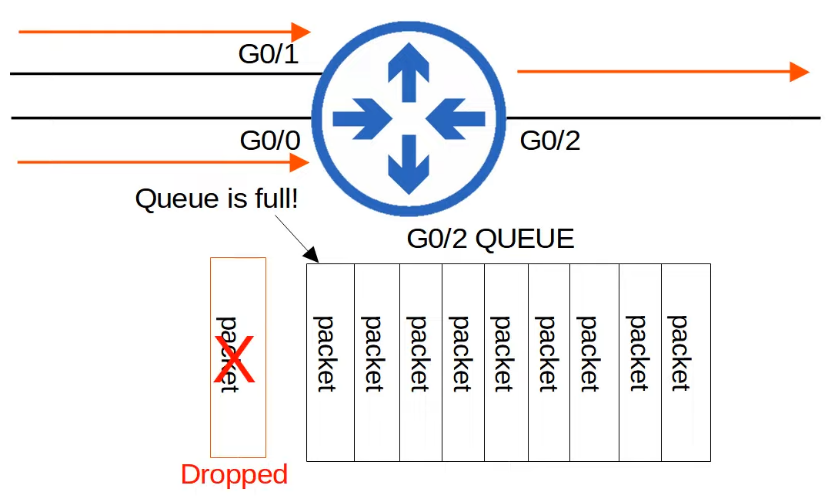 G0/1
G0/0
G0/2
Queue is full!
G0/2 QUEUE
packet
packet
packet
packet
packet
packet
packet
packet
packet
packet
X
Dropped